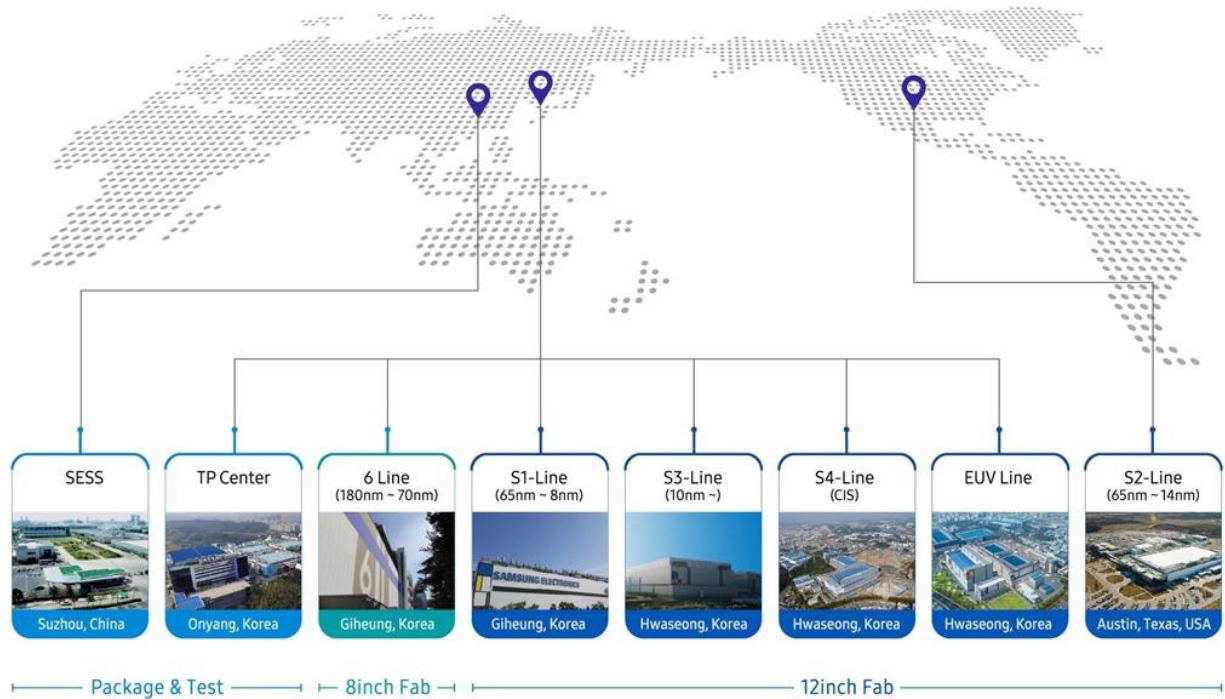 SESS
Suzhou, China
TP Center
Onyang, Korea
6 Line
(180nm ~ 70nm)
6
Giheung, Korea
S1-Line
(65nm ~ 8nm)
SAMSUNG ELECTRONICS
Giheung, Korea
S3-Line
(10nm ~)
Hwaseong, Korea
S4-Line
(CIS)
Hwaseong, Korea
EUV Line
Hwaseong, Korea
S2-Line
(65nm ~ 14nm)
Austin, Texas, USA
Package & Test
8inch Fab
12inch Fab